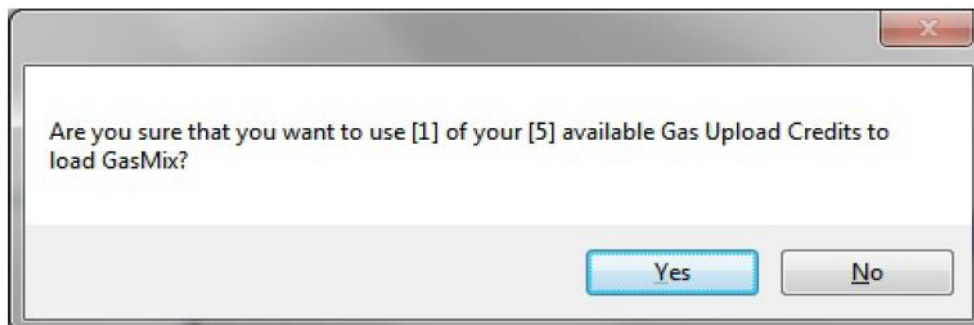 Are you sure that you want to use [1] of your [5] available Gas Upload Credits to
load GasMix?
Yes
No